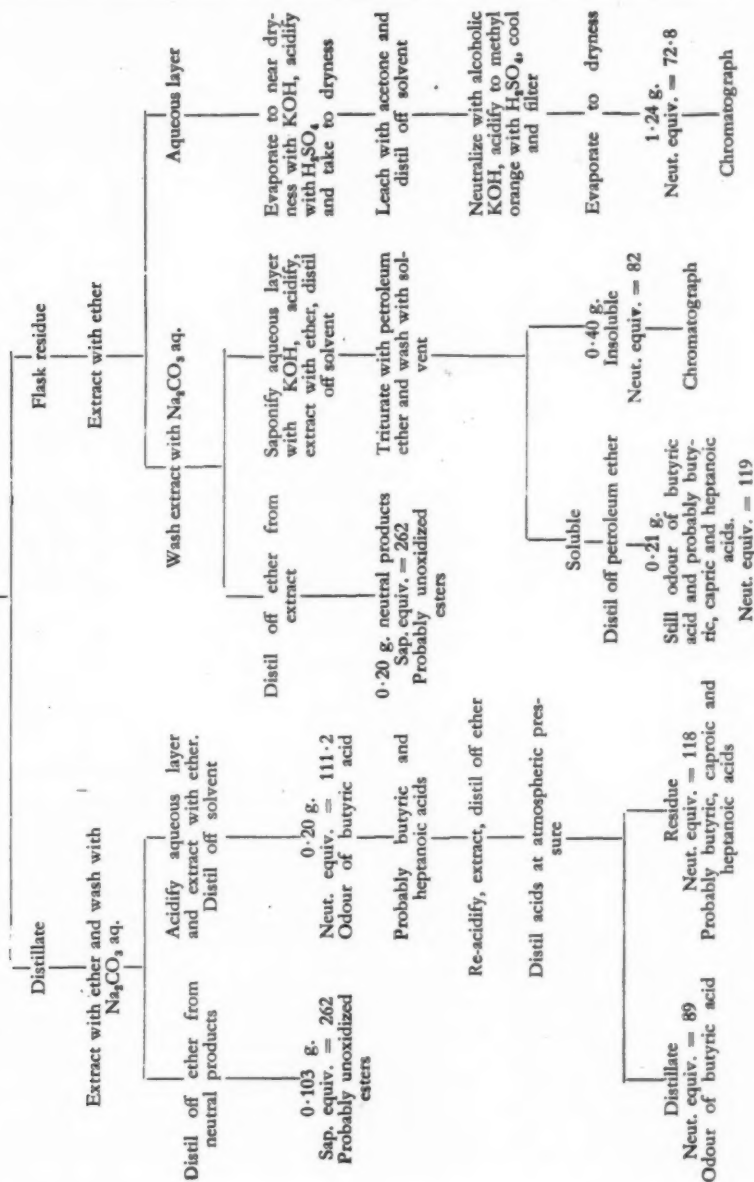 Distillate
Extract with ether and wash with
Na₂CO₃ aq.
Distil off ether from
neutral products
0·103 g.
Sap. equiv. = 262
Probably unoxidized
esters
Acidify aqueous layer
and extract with ether.
Distil off solvent
0·20 g.
Neut. equiv. = 111·2
Odour of butyric acid
Probably butyric and
heptanoic acids
Re-acidify, extract, distil off ether
Distil acids at atmospheric pres-
sure
Distillate
Neut. equiv. = 89
Odour of butyric acid
Residue
Neut. equiv. = 118
Probably butyric, caproic and
heptanoic acids
Flask residue
Extract with ether
Wash extract with Na₂CO₃ aq.
Distil off ether from
extract
0·20 g. neutral products
Sap. equiv. = 262
Probably unoxidized
esters
Saponify aqueous layer
with KOH, acidify,
extract with ether, distil
off solvent
Triturate with petroleum
ether and wash with sol-
vent
Soluble
Distil off petroleum ether
0·21 g.
Still odour of butyric
acid and probably buty-
ric, capric and heptanoic
acids.
Neut. equiv. = 119
0·40 g.
Insoluble
Neut. equiv. = 82
Chromatograph
Aqueous layer
Evaporate to near dry-
ness with KOH, acidify
with H₂SO₄
and take to dryness
Leach with acetone and
distil off solvent
Neutralize with alcoholic
KOH, acidify to methyl
orange with H₂SO₄, cool
and filter
Evaporate to dryness
1·24 g.
Neut. equiv. = 72·8
Chromatograph